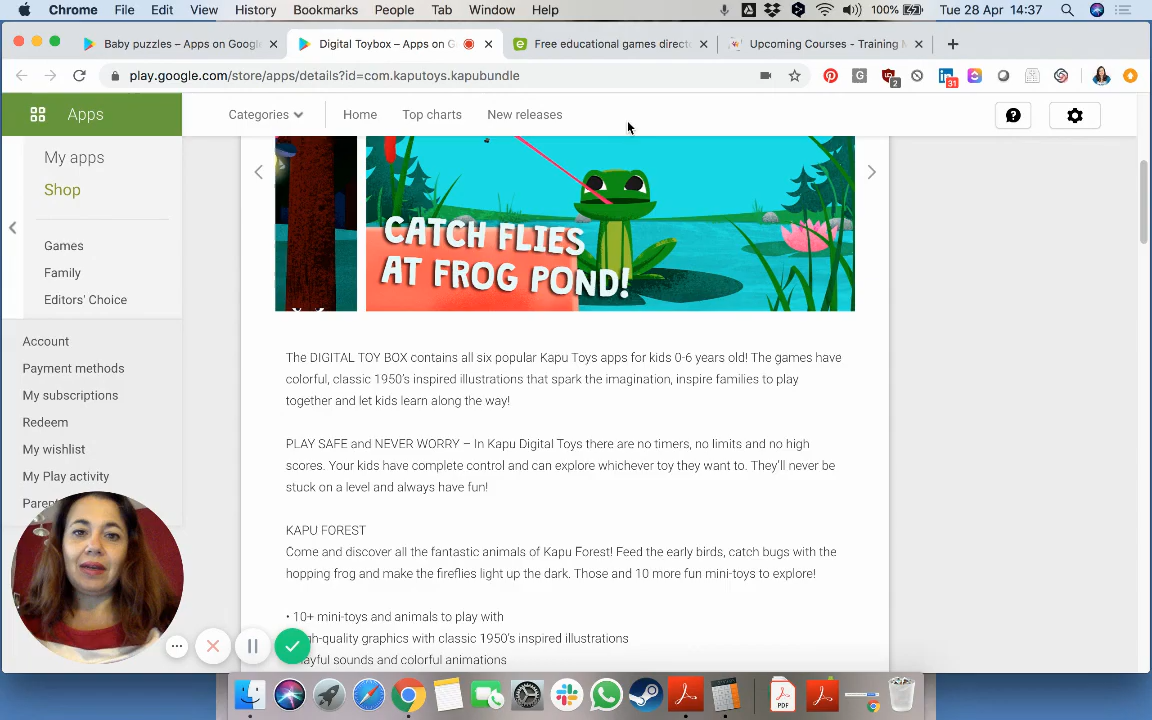 Chrome File Edit View History Bookmarks People Tab Window Help 100% Tue 28 Apr 14:37
Baby puzzles – Apps on Googl Digital Toybox – Apps on G Free educational games direct Upcoming Courses - Training M
play.google.com/store/apps/details?id=com.kaputoys.kapubundle
2 31
Apps Categories Home Top charts New releases
My apps
Shop
Games
Family
Editors' Choice
Account
Payment methods
My subscriptions
Redeem
My wishlist
My Play activity
Paren
CATCH FLIES
AT FROG POND!
The DIGITAL TOY BOX contains all six popular Kapu Toys apps for kids 0-6 years old! The games have
colorful, classic 1950's inspired illustrations that spark the imagination, inspire families to play
together and let kids learn along the way!
PLAY SAFE and NEVER WORRY – In Kapu Digital Toys there are no timers, no limits and no high
scores. Your kids have complete control and can explore whichever toy they want to. They'll never be
stuck on a level and always have fun!
KAPU FOREST
Come and discover all the fantastic animals of Kapu Forest! Feed the early birds, catch bugs with the
hopping frog and make the fireflies light up the dark. Those and 10 more fun mini-toys to explore!
• 10+ mini-toys and animals to play with
gh-quality graphics with classic 1950's inspired illustrations
ayful sounds and colorful animations
PDF